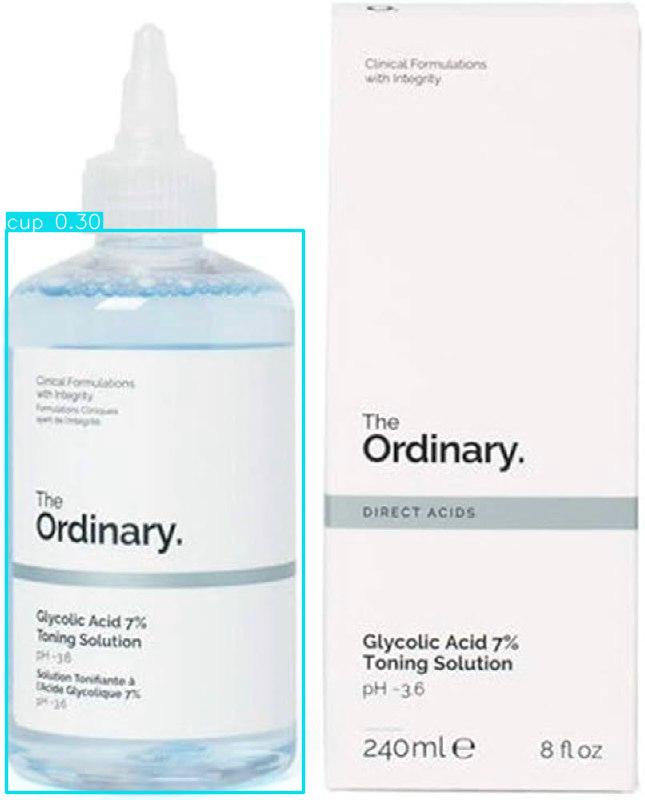 cup 0.30
Clinical Formulations
with Integrity
Formulations Cliniques
ayant de l'intégrité
The
Ordinary.
Glycolic Acid 7%
Toning Solution
pH ~3.6
Solution Tonifiante à
l'Acide Glycolique 7%
pH ~3.6
Clinical Formulations
with Integrity
The
Ordinary.
DIRECT ACIDS
Glycolic Acid 7%
Toning Solution
pH ~3.6
240ml ℮ 8 fl oz